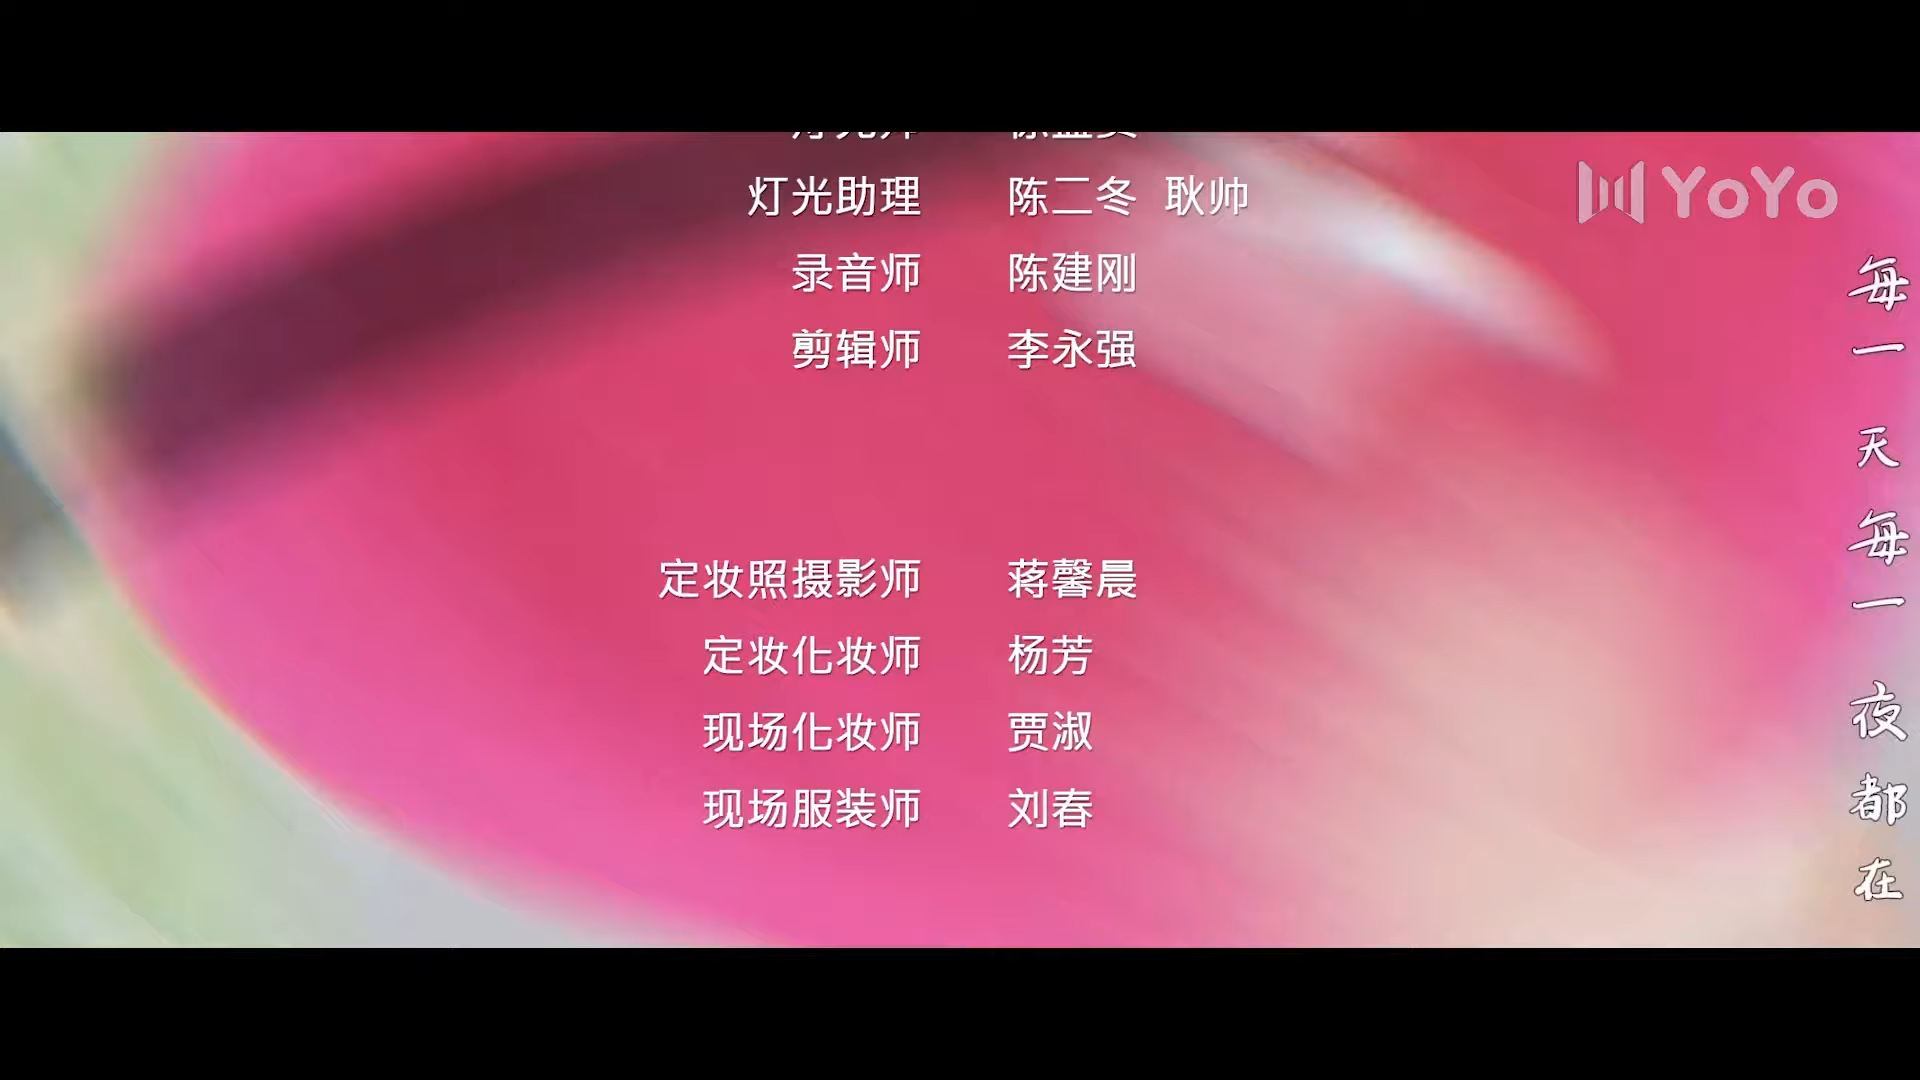 灯光助理 陈二冬 耿帅
录音师 陈建刚
剪辑师 李永强
定妆照摄影师 蒋馨晨
定妆化妆师 杨芳
现场化妆师 贾淑
现场服装师 刘春
YoYo
每一天每一夜都在